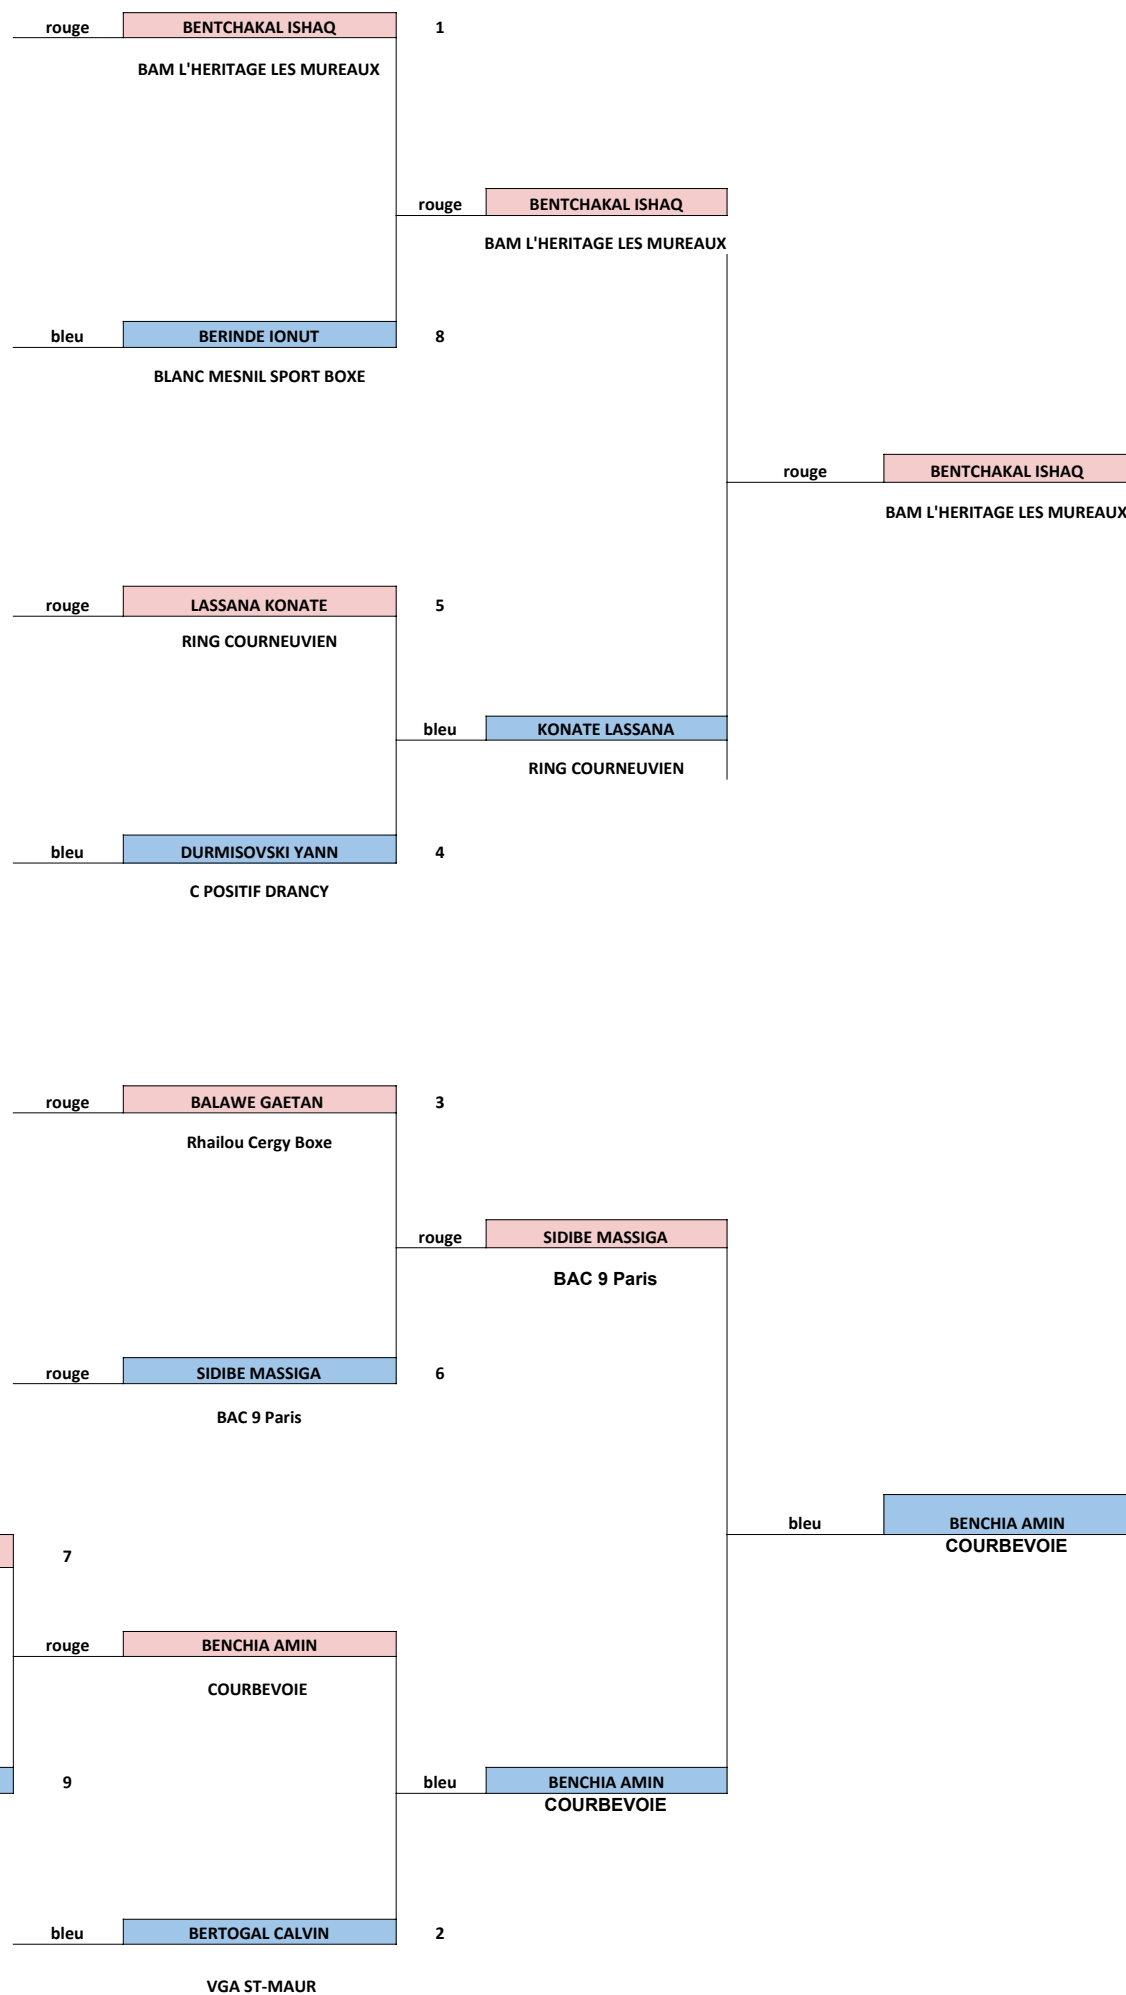 rouge BENTCHAKAL ISHAQ 1
BAM L'HERITAGE LES MUREAUX
rouge BENTCHAKAL ISHAQ
BAM L'HERITAGE LES MUREAUX
bleu BERINDE IONUT 8
BLANC MESNIL SPORT BOXE
rouge BENTCHAKAL ISHAQ
BAM L'HERITAGE LES MUREAUX
rouge LASSANA KONATE 5
RING COURNEUVIEN
bleu KONATE LASSANA
RING COURNEUVIEN
bleu DURMISOVSKI YANN 4
C POSITIF DRANCY
rouge BALAWE GAETAN 3
Rhailou Cergy Boxe
rouge SIDIBE MASSIGA
BAC 9 Paris
rouge SIDIBE MASSIGA 6
BAC 9 Paris
bleu BENCHIA AMIN
COURBEVOIE
7
rouge BENCHIA AMIN
COURBEVOIE
9 bleu BENCHIA AMIN
COURBEVOIE
bleu BERTOGAL CALVIN 2
VGA ST-MAUR